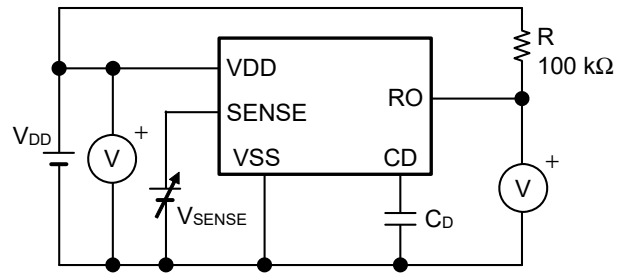 R
100 kΩ
VDD
RO
SENSE
VDD
+
V
VSS
CD
+
V
VSENSE
CD